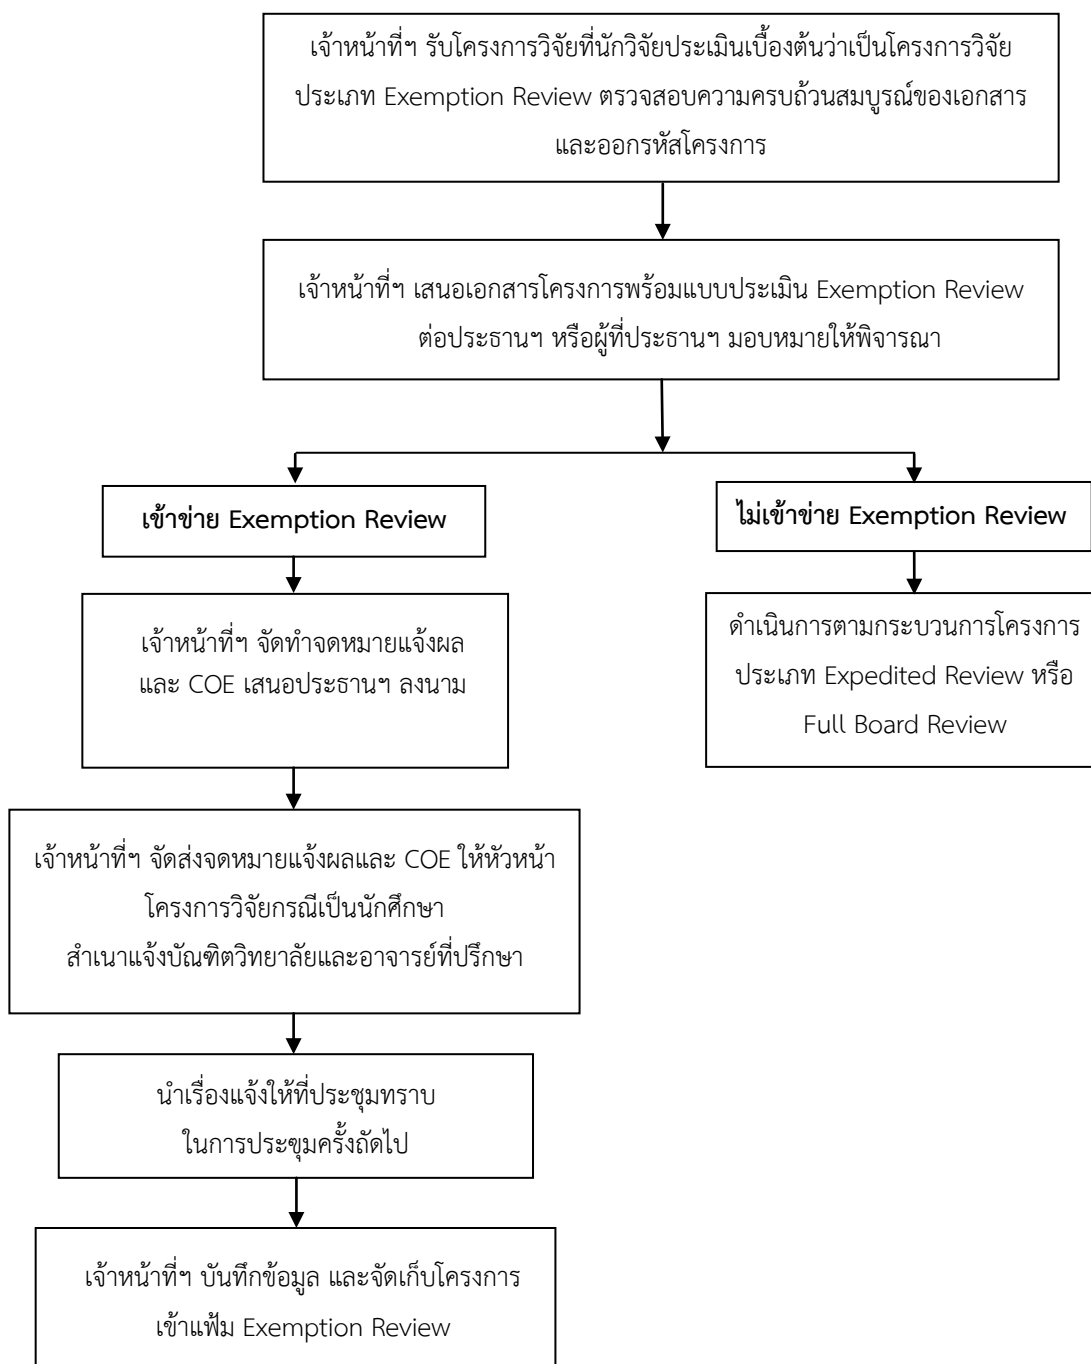 เจ้าหน้าที่ฯ รับโครงการวิจัยที่นักวิจัยประเมินเบื้องต้นว่าเป็นโครงการวิจัย
ประเภท Exemption Review ตรวจสอบความครบถ้วนสมบูรณ์ของเอกสาร
และออกรหัสโครงการ
เจ้าหน้าที่ฯ เสนอเอกสารโครงการพร้อมแบบประเมิน Exemption Review
ต่อประธานฯ หรือผู้ที่ประธานฯ มอบหมายให้พิจารณา
เข้าข่าย Exemption Review
ไม่เข้าข่าย Exemption Review
เจ้าหน้าที่ฯ จัดทำจดหมายแจ้งผล
และ COE เสนอประธานฯ ลงนาม
ดำเนินการตามกระบวนการโครงการ
ประเภท Expedited Review หรือ
Full Board Review
เจ้าหน้าที่ฯ จัดส่งจดหมายแจ้งผลและ COE ให้หัวหน้า
โครงการวิจัยกรณีเป็นนักศึกษา
สำเนาแจ้งบัณฑิตวิทยาลัยและอาจารย์ที่ปรึกษา
นำเรื่องแจ้งให้ที่ประชุมทราบ
ในการประขุมครั้งถัดไป
เจ้าหน้าที่ฯ บันทึกข้อมูล และจัดเก็บโครงการ
เข้าแฟ้ม Exemption Review